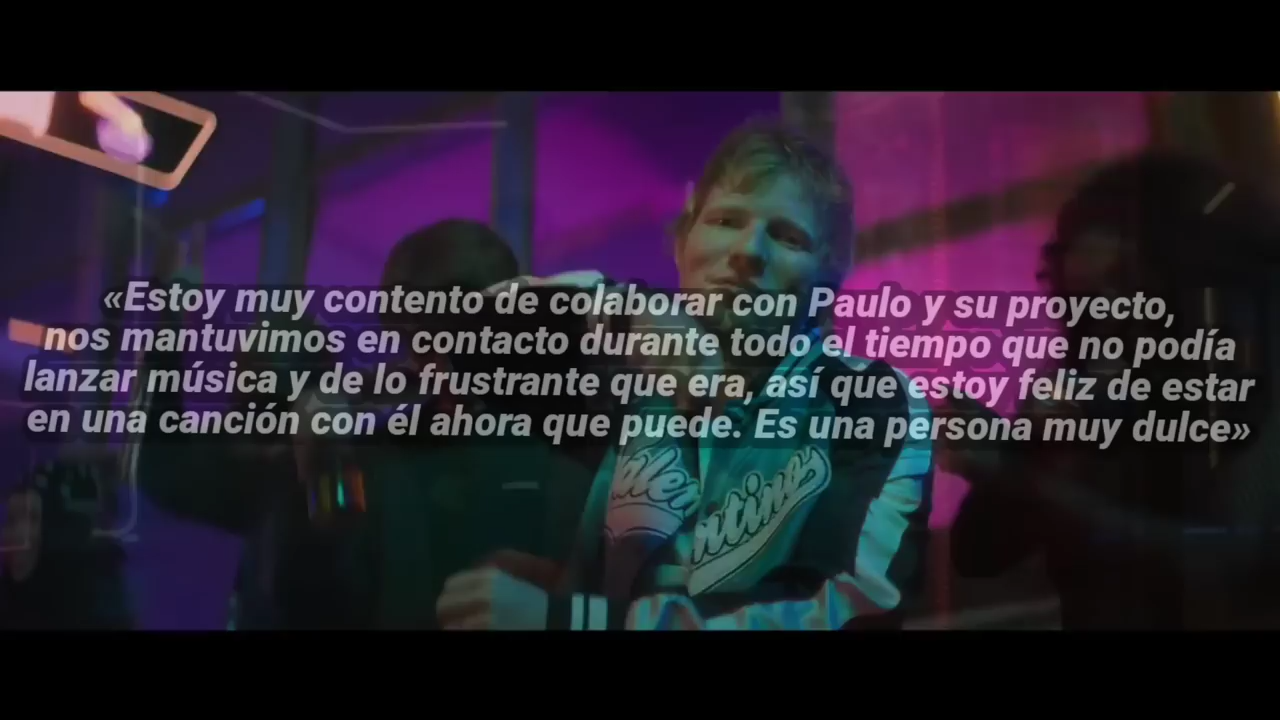 «Estoy muy contento de colaborar con Paulo y su proyecto,
nos mantuvimos en contacto durante todo el tiempo que no podía
lanzar música y de lo frustrante que era, así que estoy feliz de estar
en una canción con él ahora que puede. Es una persona muy dulce»